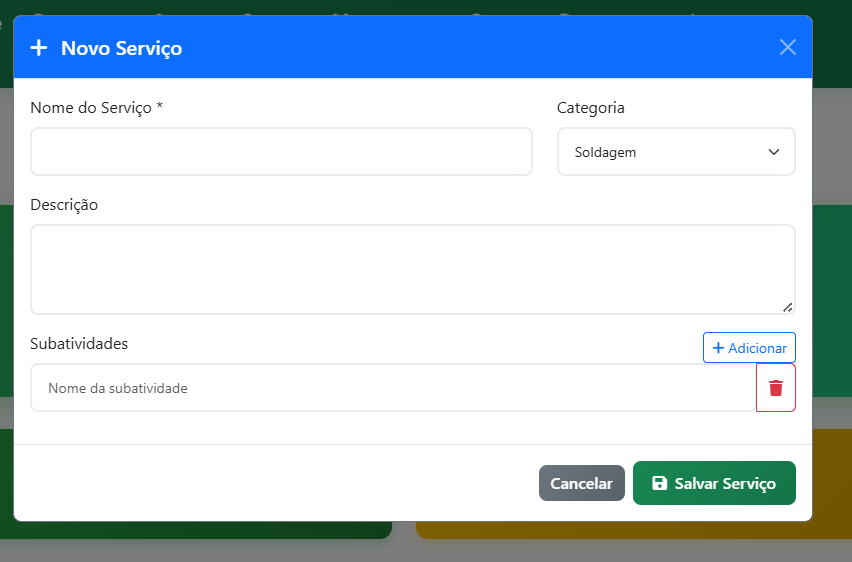 Novo Serviço
Nome do Serviço *
Categoria
Soldagem
Descrição
Subatividades
Adicionar
Nome da subatividade
Cancelar
Salvar Serviço